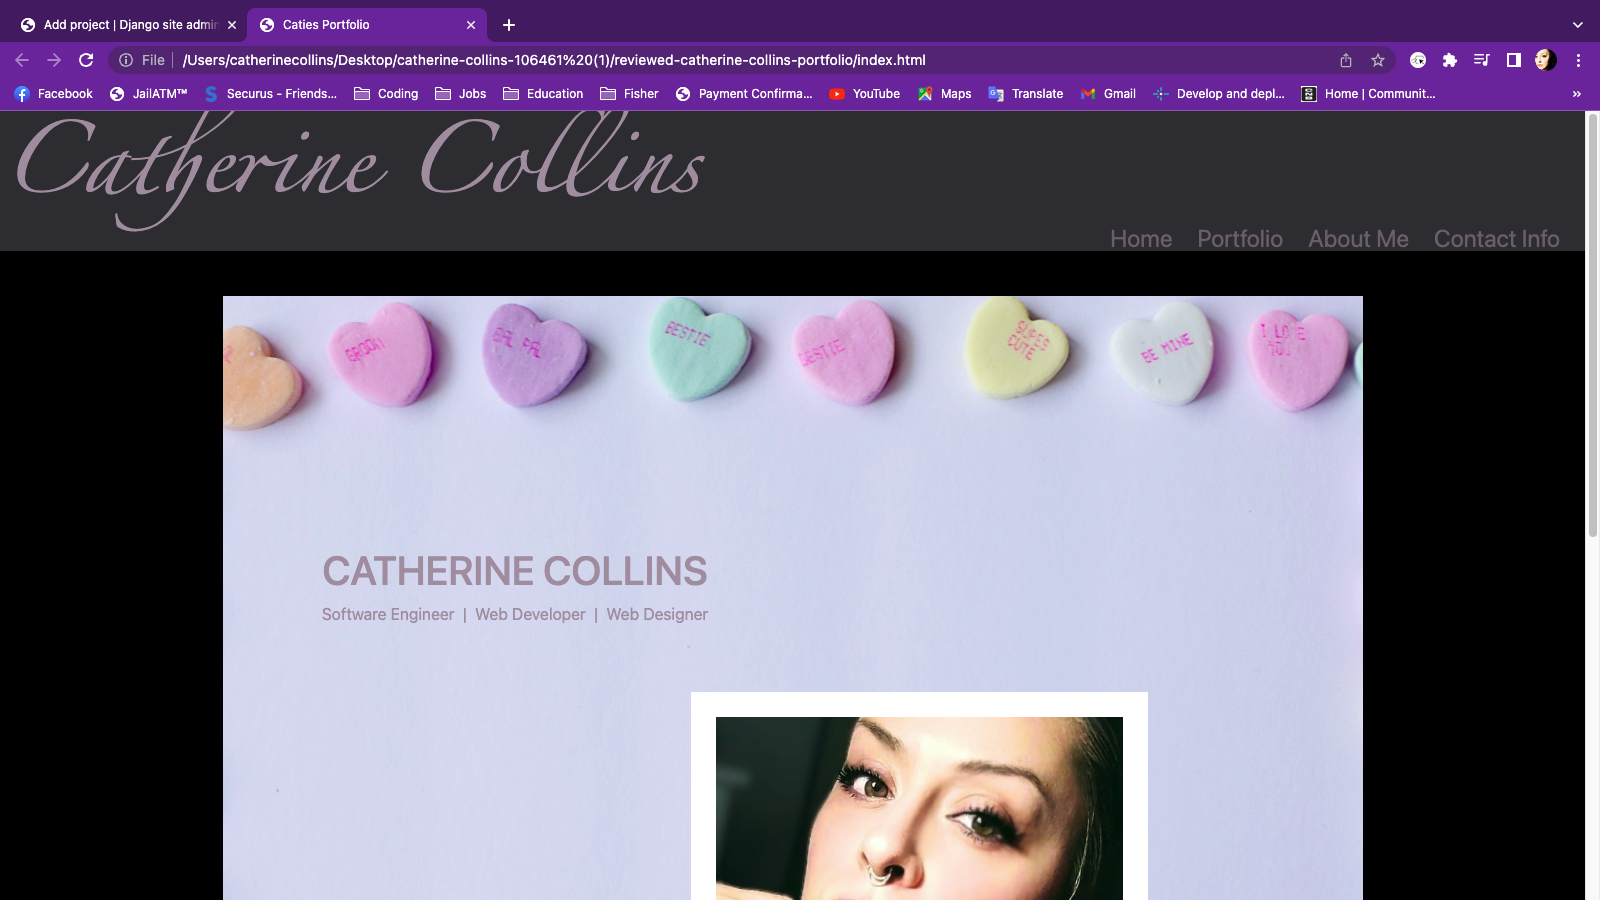 Add project | Django site admin
Caties Portfolio
File
/Users/catherinecollins/Desktop/catherine-collins-106461%20(1)/reviewed-catherine-collins-portfolio/index.html
Facebook
JailATM™
Securus - Friends...
Coding
Jobs
Education
Fisher
Payment Confirma...
YouTube
Maps
Translate
Gmail
Develop and depl...
Home | Communit...
Catherine Collins
Home Portfolio About Me Contact Info
GROOVY
BESTIE
BESTIE
SUPER
CUTE
BE MINE
I LOVE
YOU
CATHERINE COLLINS
Software Engineer | Web Developer | Web Designer